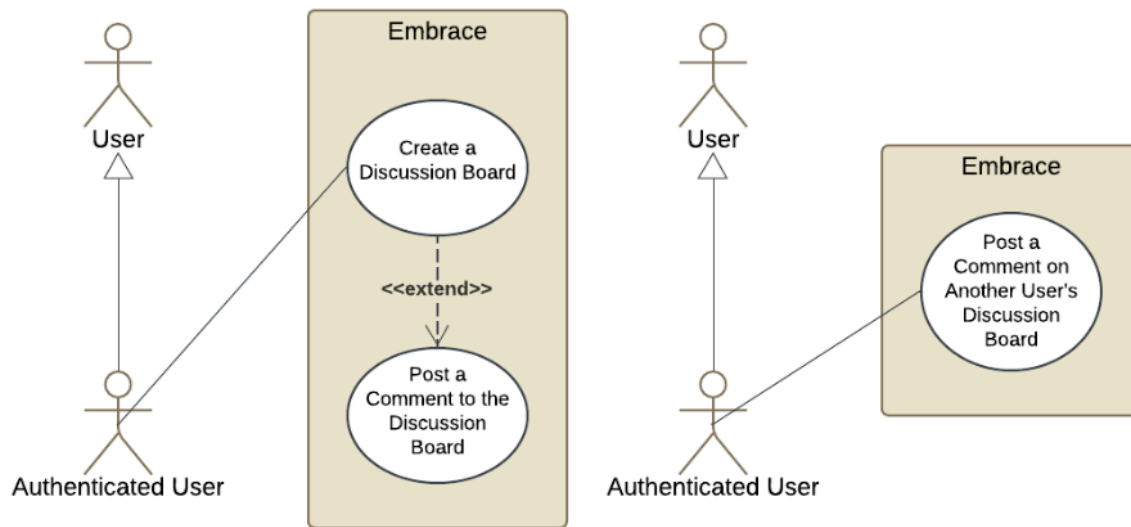 Embrace
User
Create a
Discussion Board
<<extend>>
Post a
Comment to the
Discussion
Board
Authenticated User
User
Embrace
Post a
Comment on
Another User's
Discussion
Board
Authenticated User